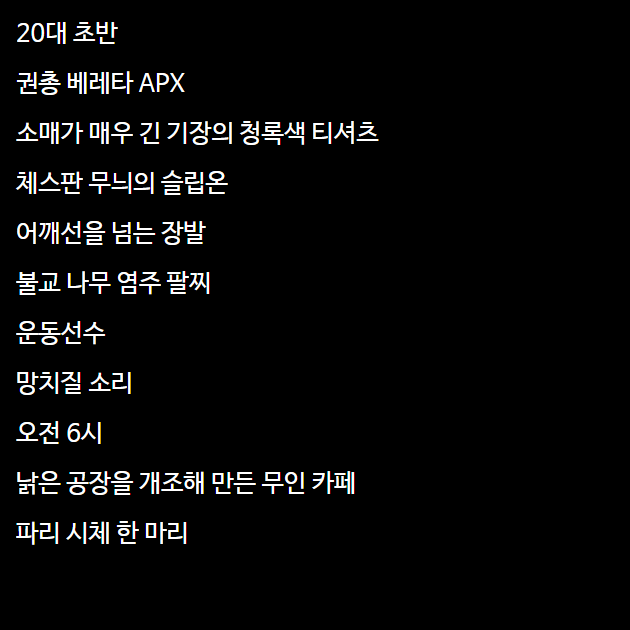 20대 초반
권총 베레타 APX
소매가 매우 긴 기장의 청록색 티셔츠
체스판 무늬의 슬립온
어깨선을 넘는 장발
불교 나무 염주 팔찌
운동선수
망치질 소리
오전 6시
낡은 공장을 개조해 만든 무인 카페
파리 시체 한 마리